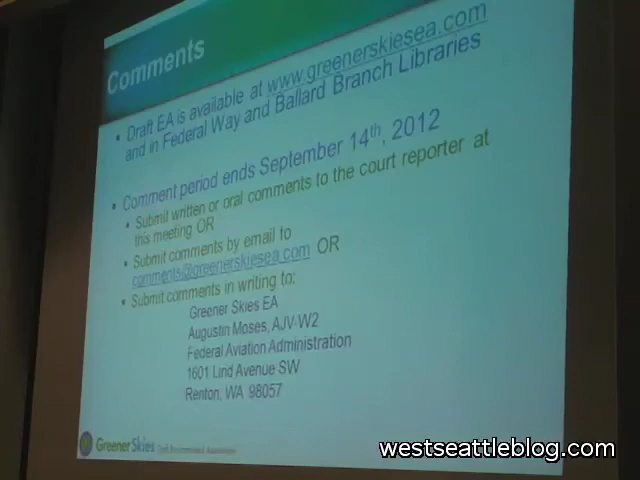 Comments
• Draft EA is available at www.greenerskiesea.com
and in Federal Way and Ballard Branch Libraries
• Comment period ends September 14th, 2012
• Submit written or oral comments to the court reporter at
this meeting OR
• Submit comments by email to
comments@greenerskiesea.com OR
• Submit comments in writing to:
Greener Skies EA
Augustin Moses, AJV-W2
Federal Aviation Administration
1601 Lind Avenue SW
Renton, WA 98057
Greener Skies Draft Environmental Assessment
westseattleblog.com